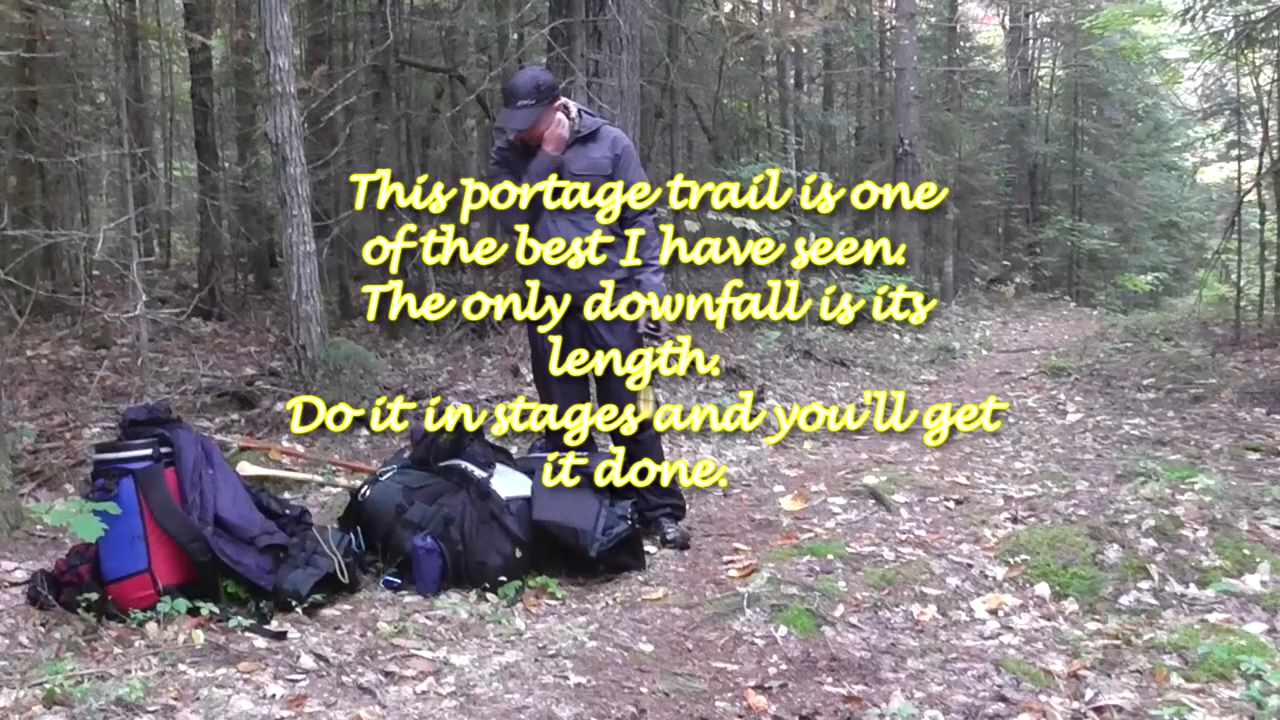 This portage trail is one
of the best I have seen.
The only downfall is its
length.
Do it in stages and you'll get
it done.